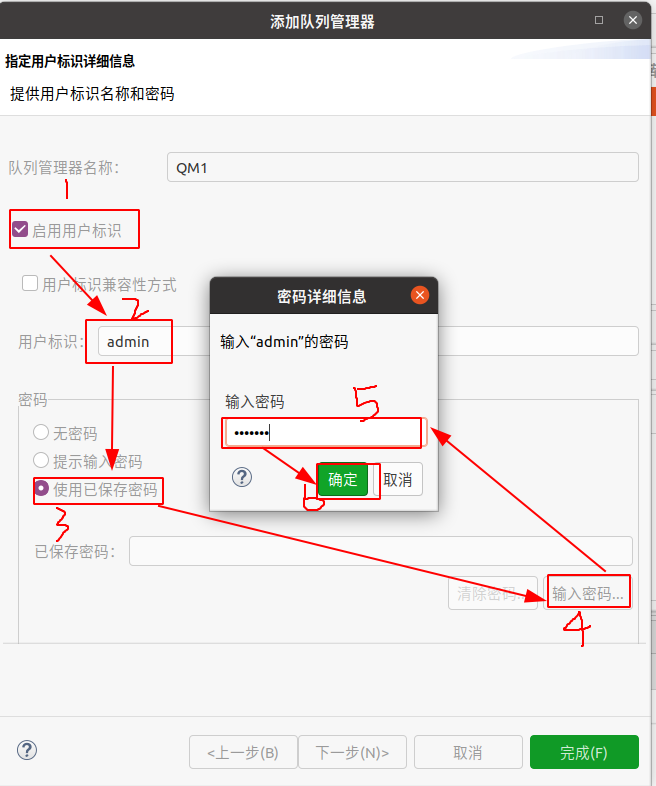 添加队列管理器
指定用户标识详细信息
提供用户标识名称和密码
队列管理器名称： QM1
1
启用用户标识
用户标识兼容性方式
2
用户标识： admin
密码
无密码
提示输入密码
使用已保存密码
3
已保存密码：
清除密码... 输入密码...
4
密码详细信息
输入“admin”的密码
输入密码
5
•••••••
确定 取消
6
<上一步(B) 下一步(N)> 取消 完成(F)